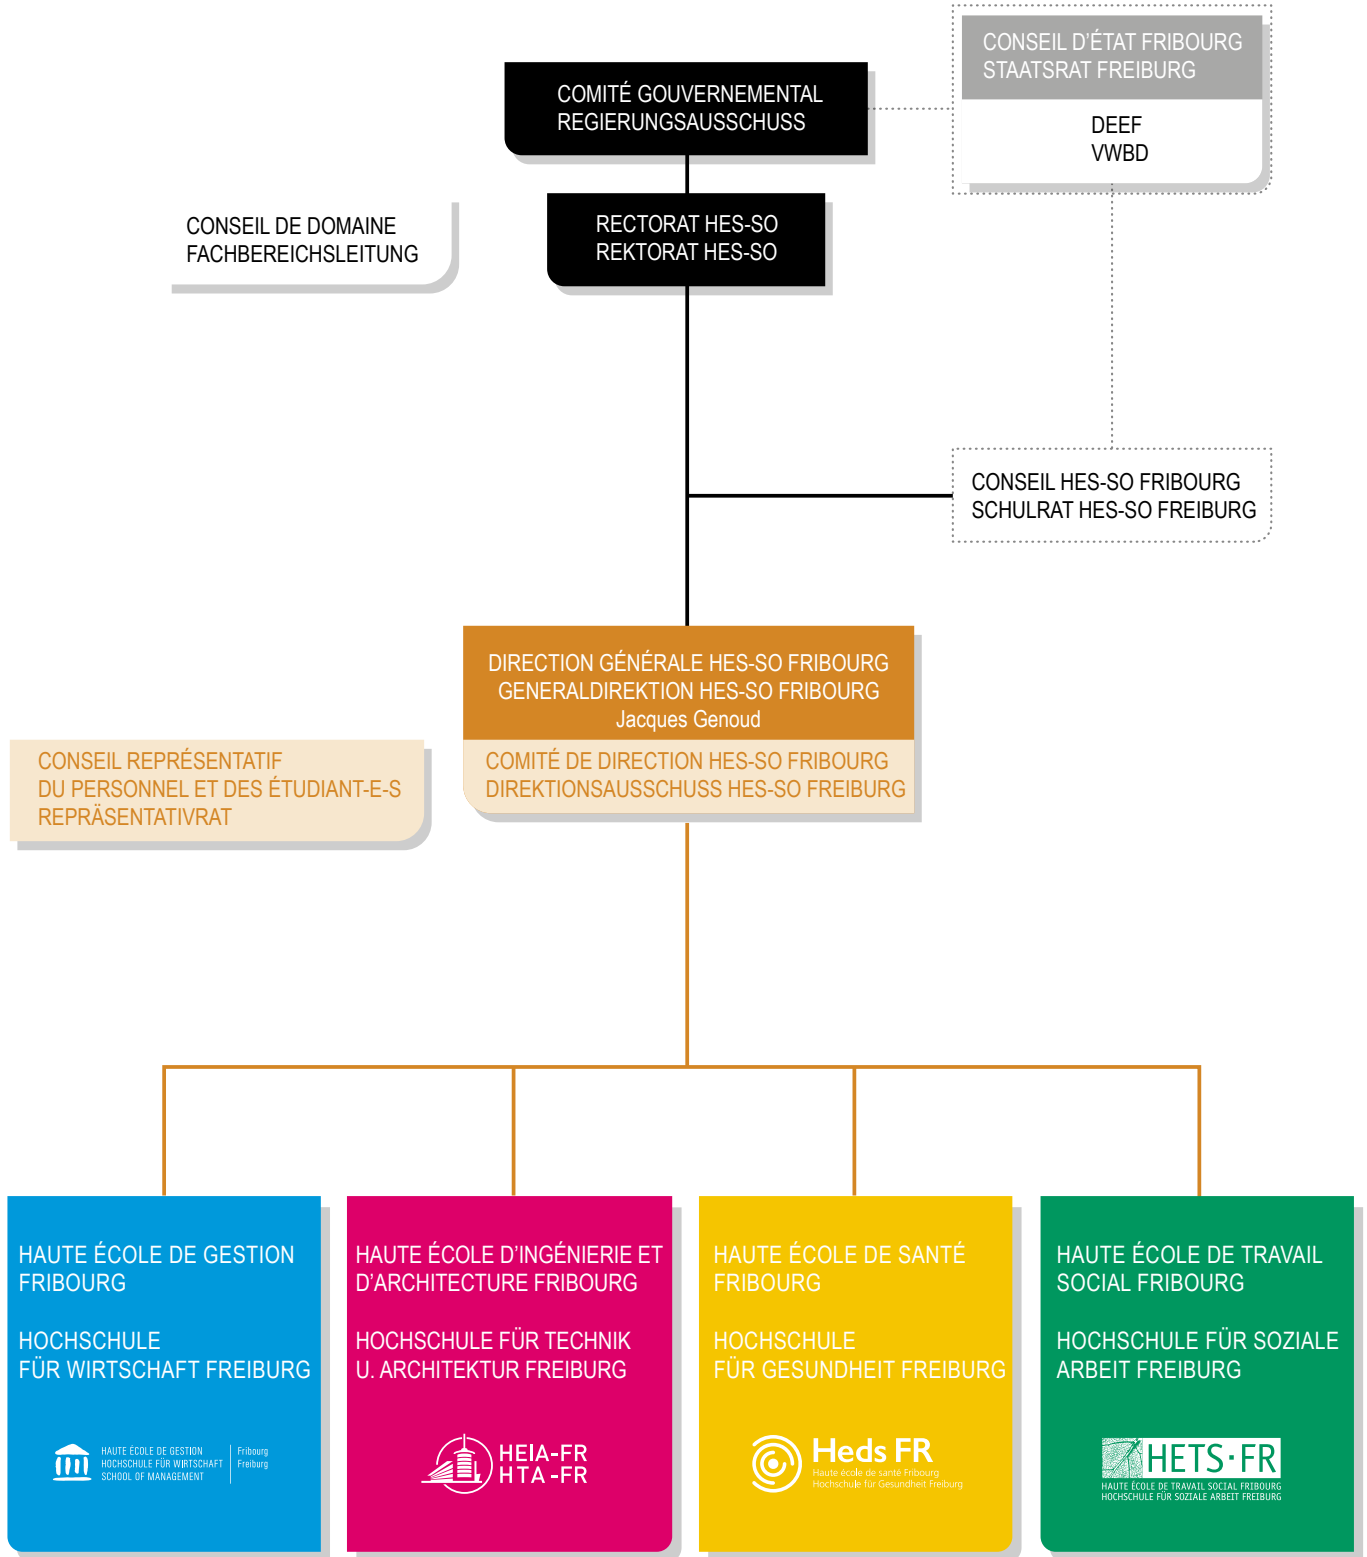 CONSEIL D'ÉTAT FRIBOURG
STAATSRAT FREIBURG
DEEF
VWBD
COMITÉ GOUVERNEMENTAL
REGIERUNGSAUSSCHUSS
CONSEIL DE DOMAINE
FACHBEREICHSLEITUNG
RECTORAT HES-SO
REKTORAT HES-SO
CONSEIL HES-SO FRIBOURG
SCHULRAT HES-SO FREIBURG
DIRECTION GÉNÉRALE HES-SO FRIBOURG
GENERALDIREKTION HES-SO FRIBOURG
Jacques Genoud
COMITÉ DE DIRECTION HES-SO FRIBOURG
DIREKTIONSAUSSCHUSS HES-SO FREIBURG
CONSEIL REPRÉSENTATIF
DU PERSONNEL ET DES ÉTUDIANT-E-S
REPRÄSENTATIVRAT
HAUTE ÉCOLE DE GESTION
FRIBOURG
HOCHSCHULE
FÜR WIRTSCHAFT FREIBURG
HAUTE ÉCOLE DE GESTION
HOCHSCHULE FÜR WIRTSCHAFT
SCHOOL OF MANAGEMENT
Fribourg
Freiburg
HAUTE ÉCOLE D'INGÉNIERIE ET
D'ARCHITECTURE FRIBOURG
HOCHSCHULE FÜR TECHNIK
U. ARCHITEKTUR FREIBURG
HEIA-FR
HTA-FR
HAUTE ÉCOLE DE SANTÉ
FRIBOURG
HOCHSCHULE
FÜR GESUNDHEIT FREIBURG
Heds FR
Haute école de santé Fribourg
Hochschule für Gesundheit Freiburg
HAUTE ÉCOLE DE TRAVAIL
SOCIAL FRIBOURG
HOCHSCHULE FÜR SOZIALE
ARBEIT FREIBURG
HETS·FR
HAUTE ÉCOLE DE TRAVAIL SOCIAL FRIBOURG
HOCHSCHULE FÜR SOZIALE ARBEIT FREIBURG